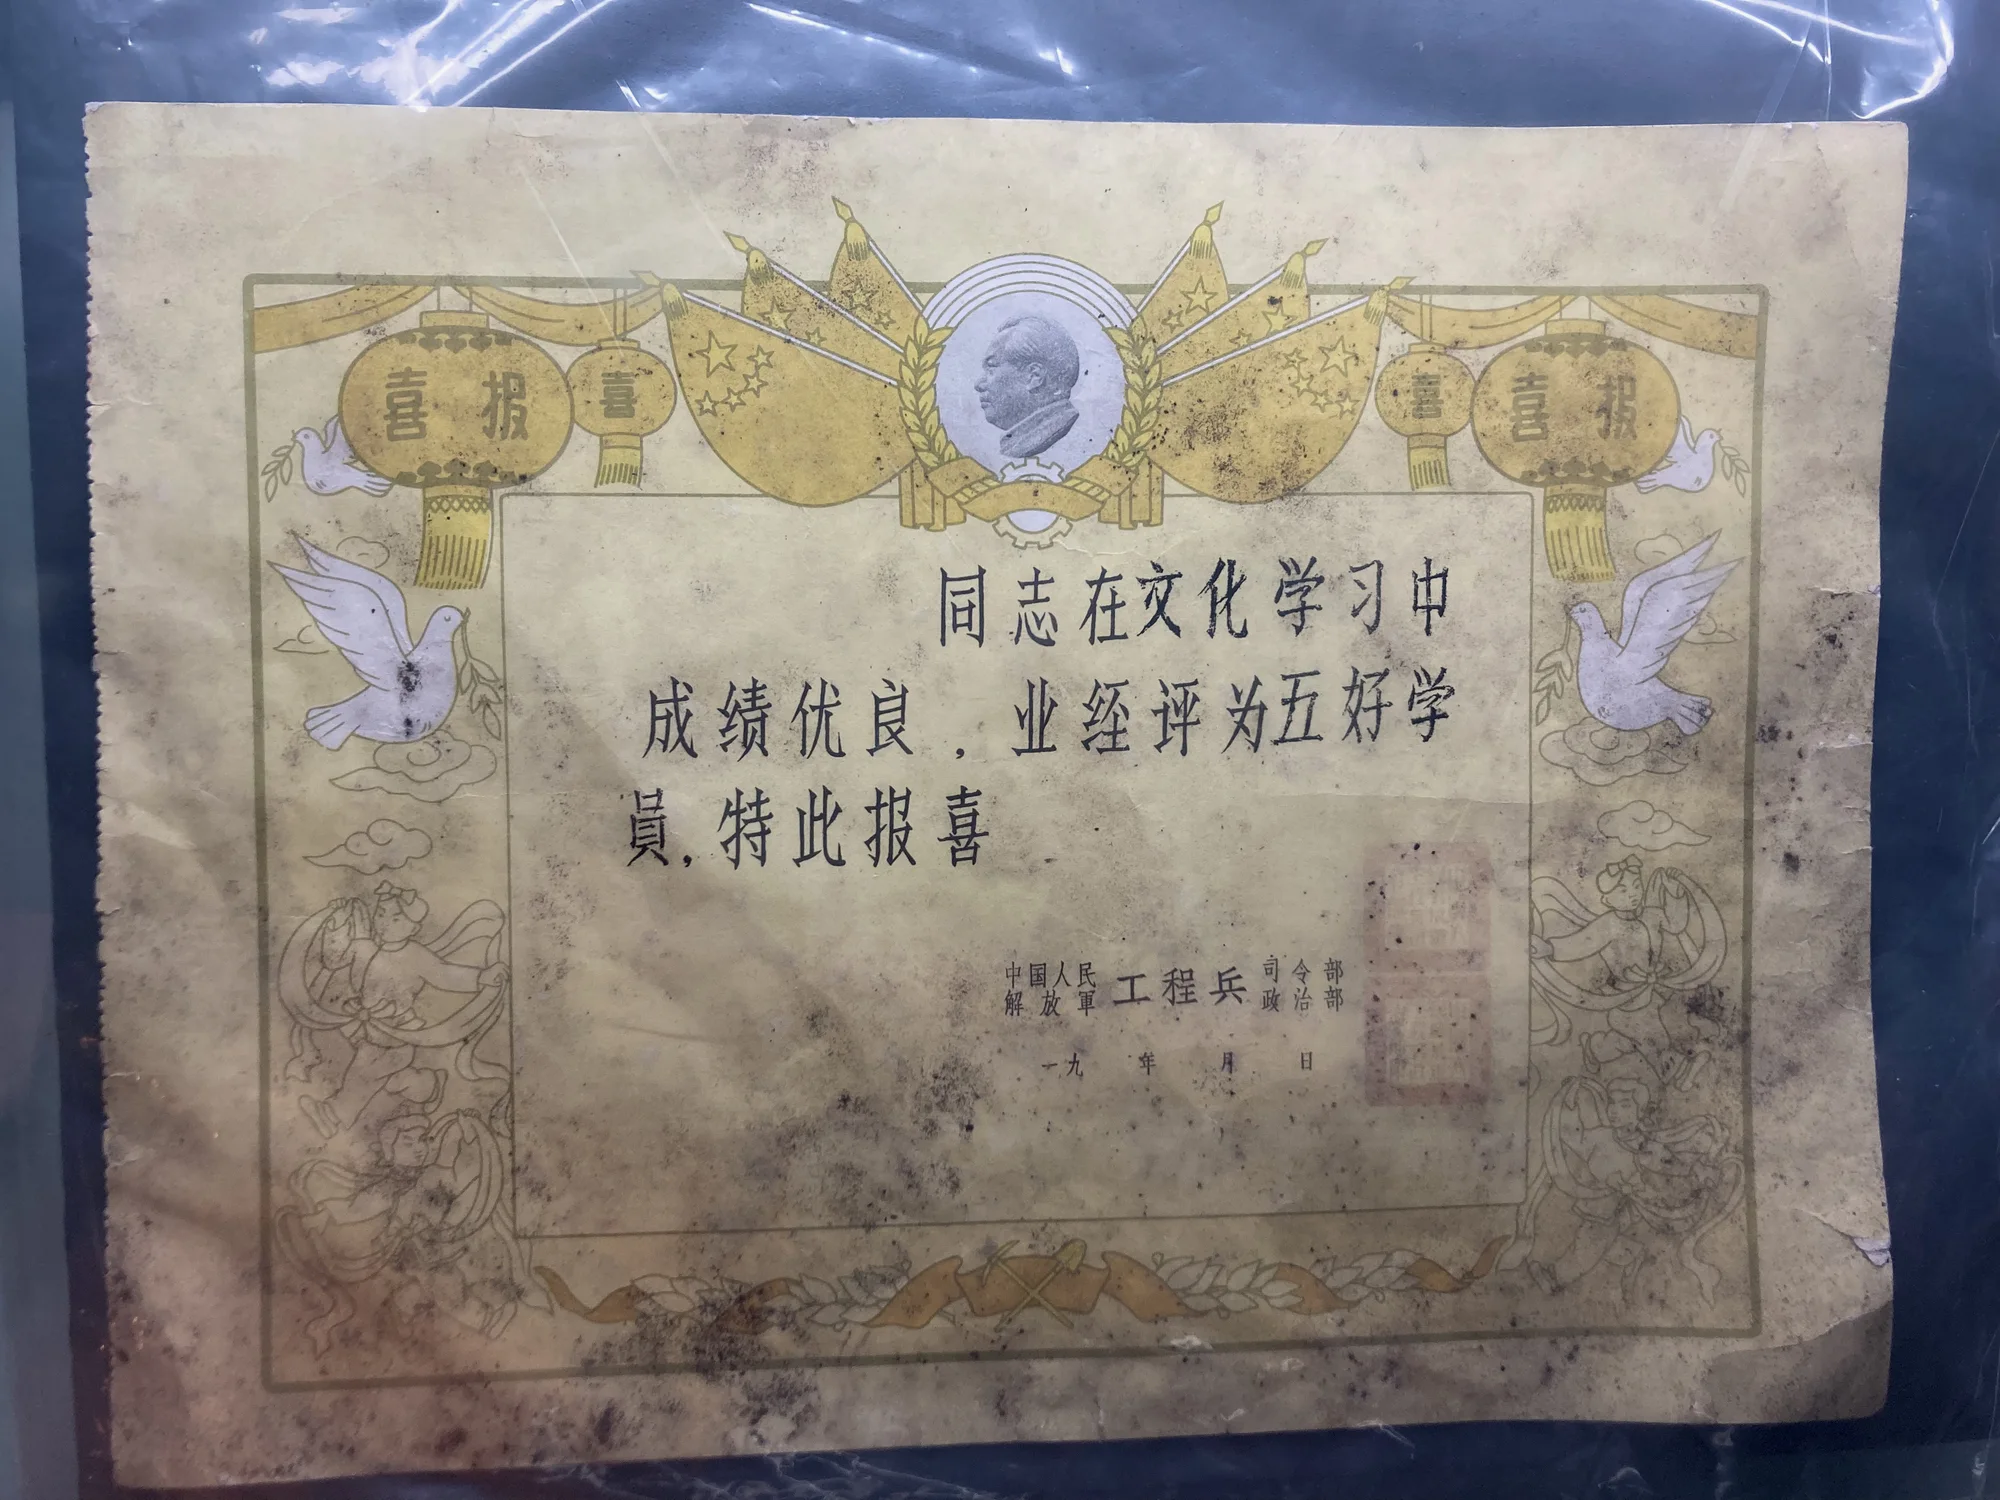 喜报
喜
喜
喜报
同志在文化学习中
成绩优良，业经评为五好学
员，特此报喜
中国人民
解放軍
工程兵
司令部
政治部
一九 年 月 日